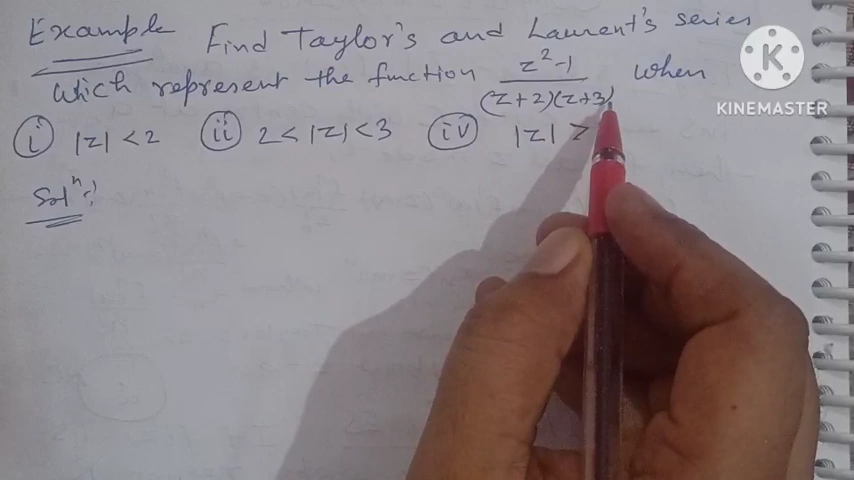 Example Find Taylor's and Laurent's series
which represent the function z²-1/(z+2)(z+3) when
(i) |z| < 2 (ii) 2 < |z| < 3 (iv) |z| >
Solⁿ:
K
KINEMASTER